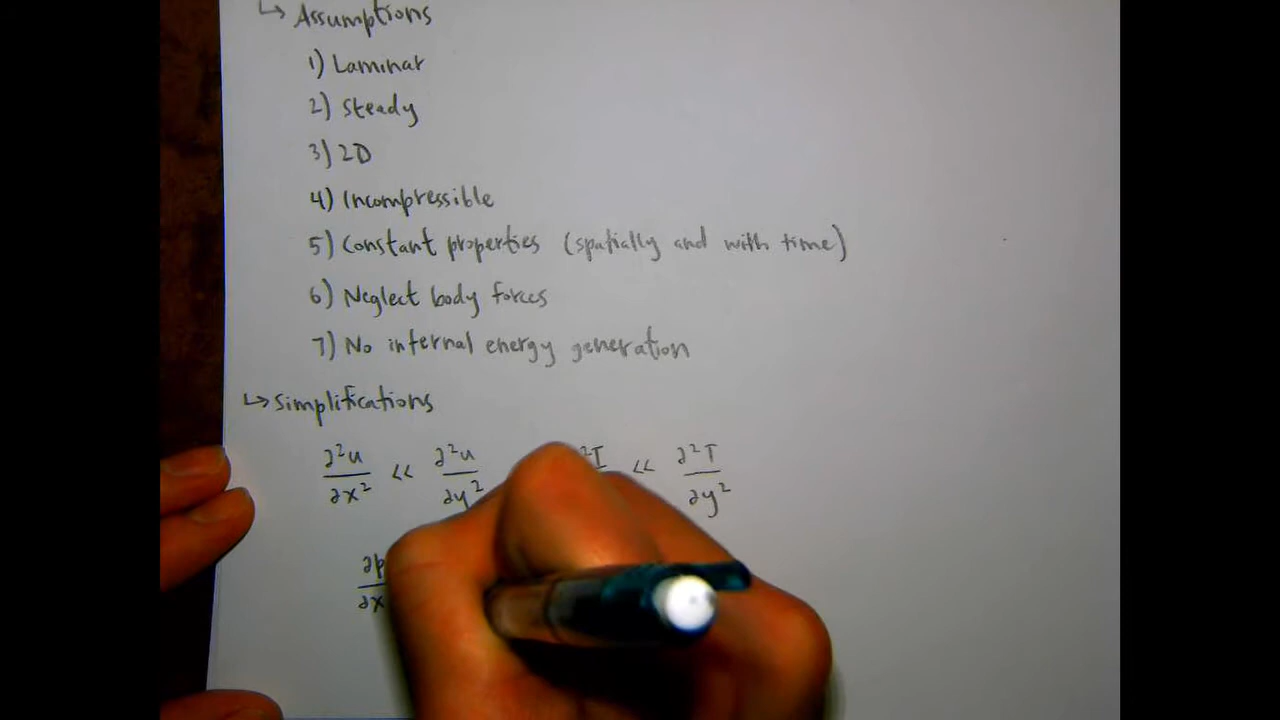 ↳ Assumptions
1) Laminar
2) Steady
3) 2D
4) Incompressible
5) Constant properties (spatially and with time)
6) Neglect body forces
7) No internal energy generation
↳ Simplifications
∂²u/∂x² << ∂²u/∂y² ²T << ∂²T/∂y²
∂p/∂x